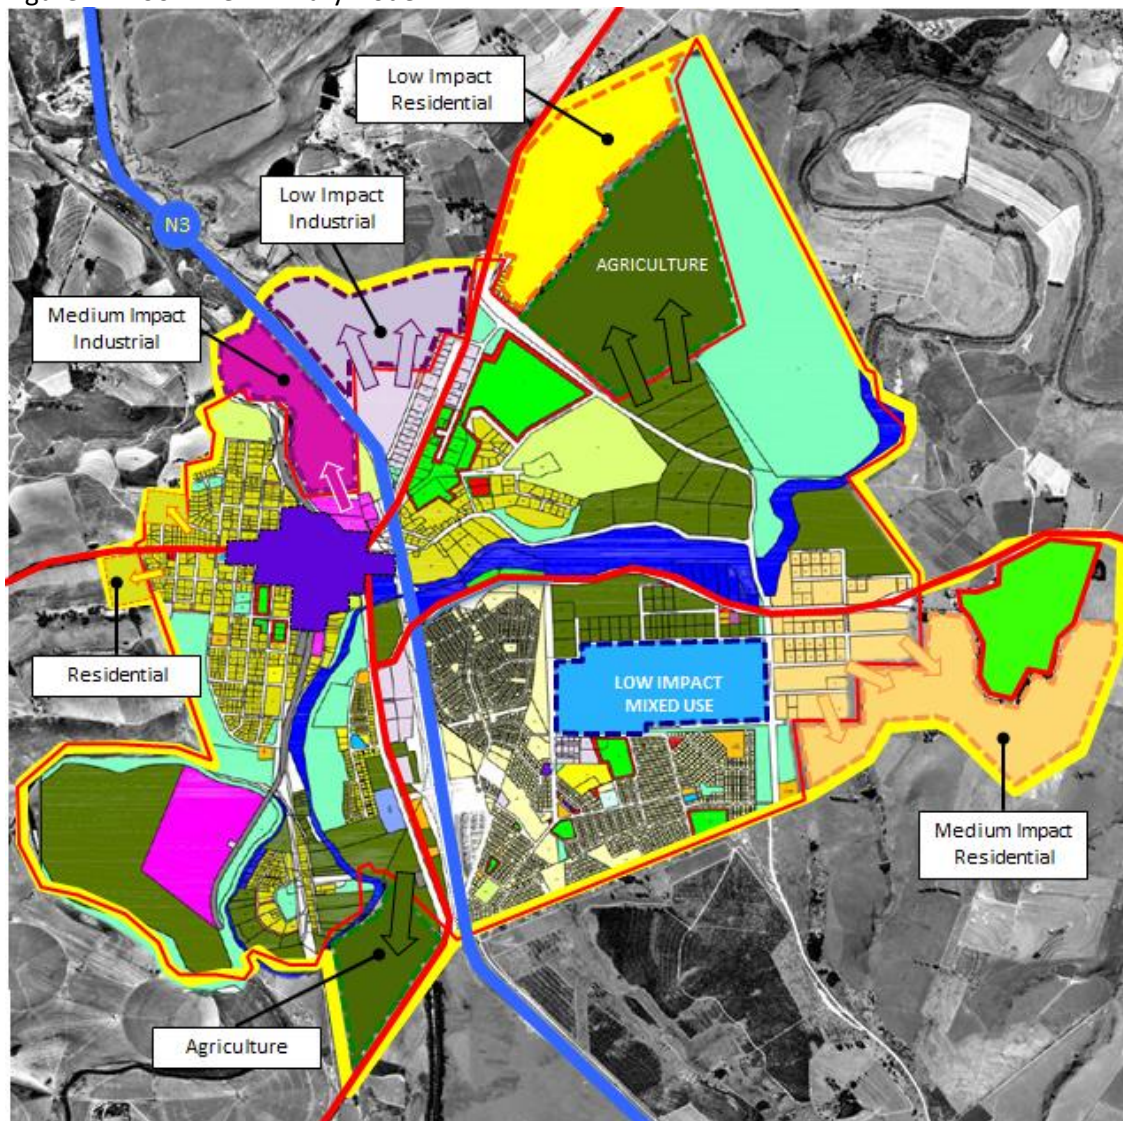 Low Impact
Residential
Low Impact
Industrial
N3
AGRICULTURE
Medium Impact
Industrial
Residential
LOW IMPACT
MIXED USE
Medium Impact
Residential
Agriculture